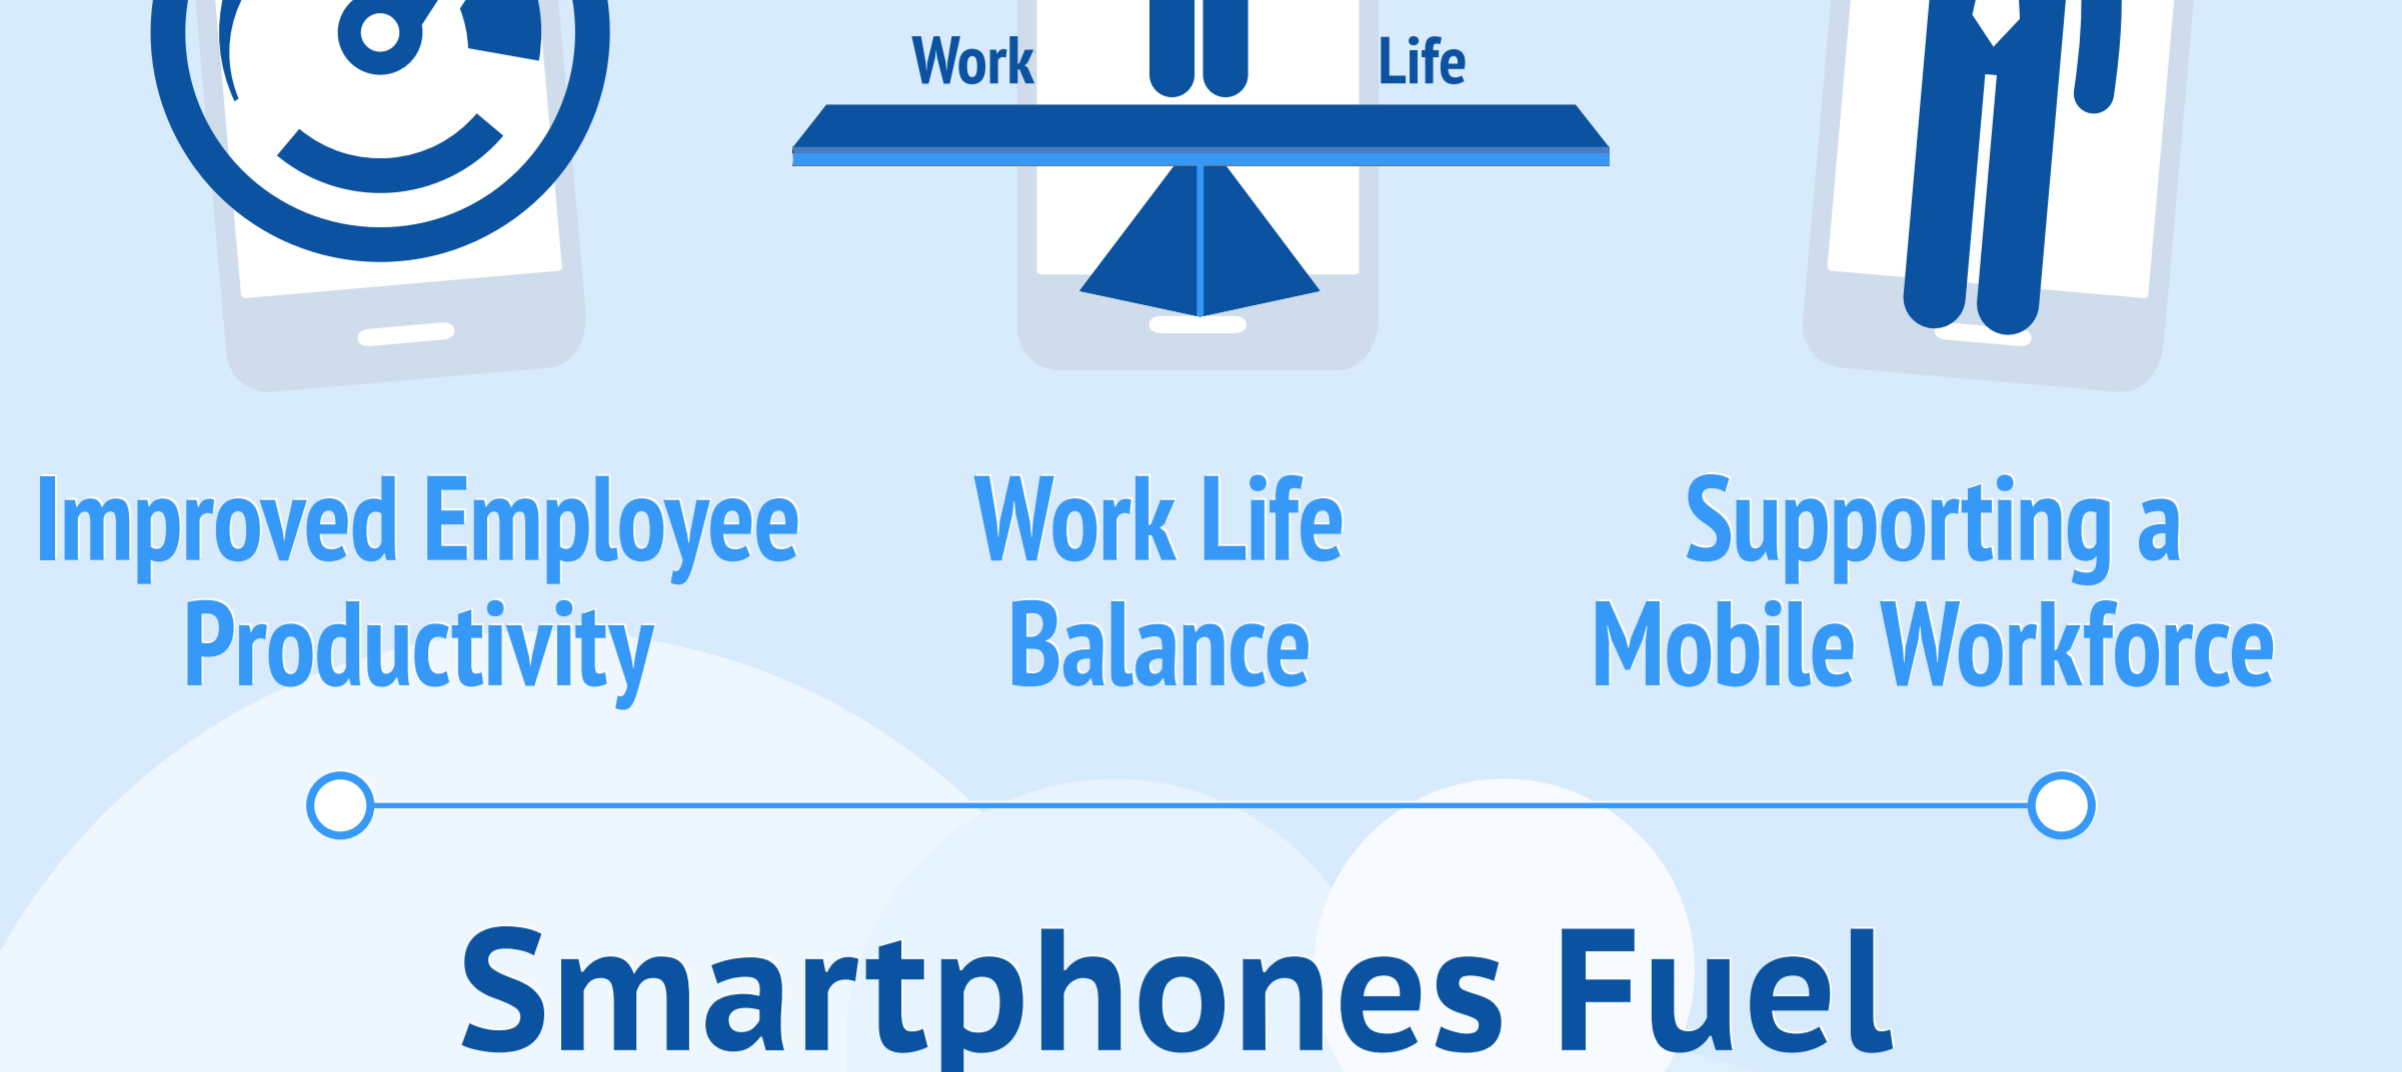 Work
Life
Improved Employee
Productivity
Work Life
Balance
Supporting a
Mobile Workforce
Smartphones Fuel